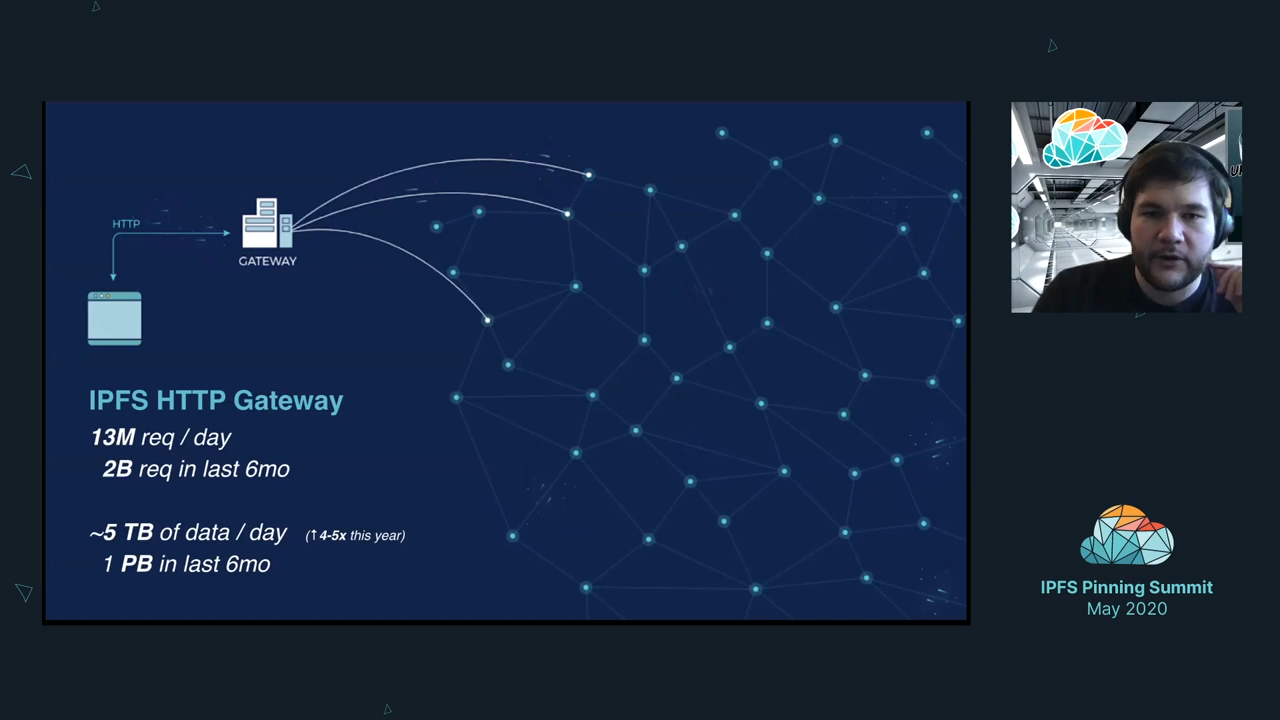 HTTP
GATEWAY
IPFS HTTP Gateway
13M req / day
2B req in last 6mo
~5 TB of data / day (↑ 4-5x this year)
1 PB in last 6mo
IPFS Pinning Summit
May 2020